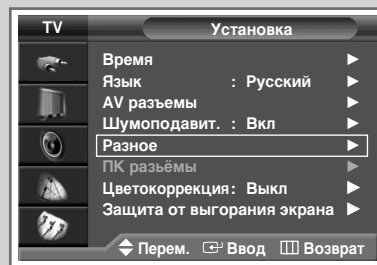 TV Установка
Время
Язык : Русский
AV разъемы
Шумоподавит. : Вкл
Разное
ПК разьёмы
Цветокоррекция: Выкл
Защита от выгорания экрана
Перем. Ввод Возврат